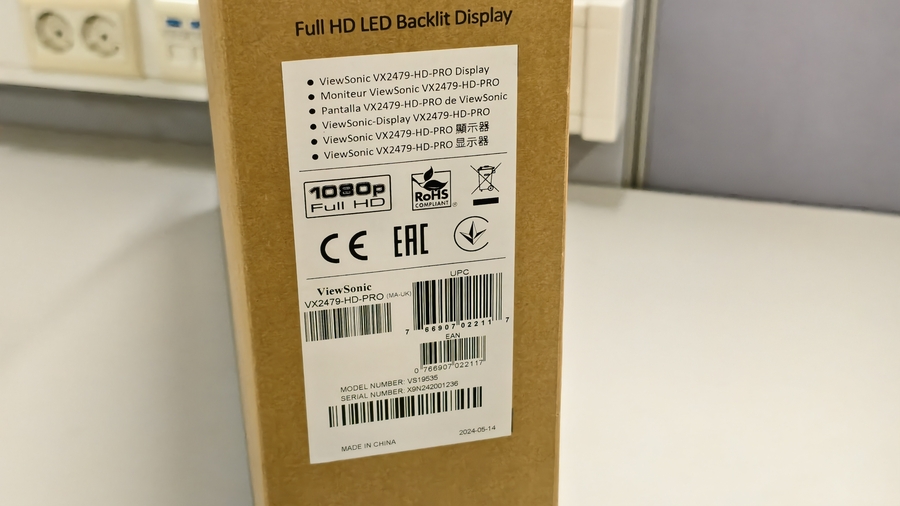 Full HD LED Backlit Display
• ViewSonic VX2479-HD-PRO Display
• Moniteur ViewSonic VX2479-HD-PRO
• Pantalla VX2479-HD-PRO de ViewSonic
• ViewSonic-Display VX2479-HD-PRO
• ViewSonic VX2479-HD-PRO 顯示器
• ViewSonic VX2479-HD-PRO 显示器
1080p
Full HD
RoHS
COMPLIANT
CE EAC
ViewSonic
VX2479-HD-PRO (MA-UK)
UPC
7 86907 02211 7
EAN
0 766907 022117
MODEL NUMBER: VS19535
SERIAL NUMBER: X9N242001236
MADE IN CHINA
2024-05-14